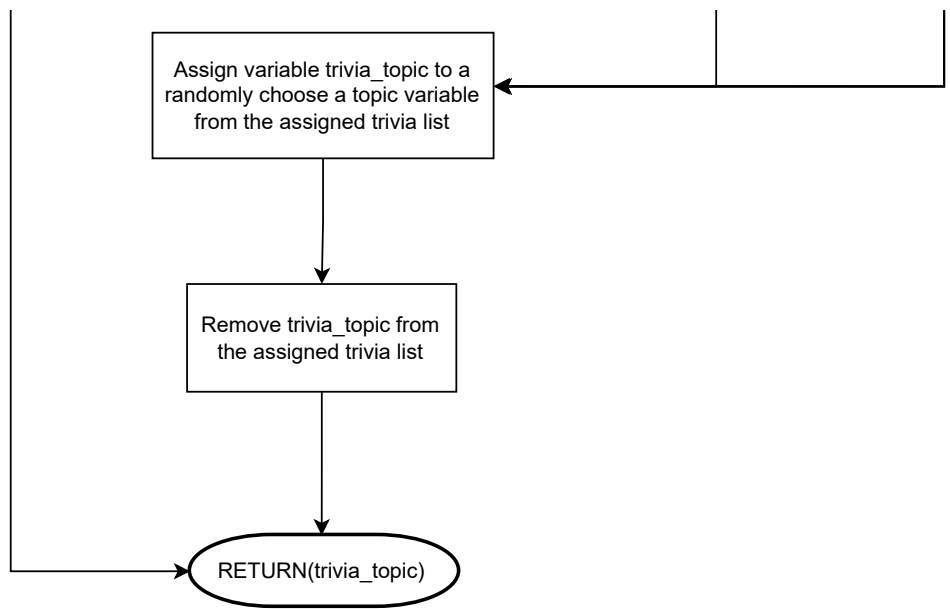 Assign variable trivia_topic to a
randomly choose a topic variable
from the assigned trivia list
Remove trivia_topic from
the assigned trivia list
RETURN(trivia_topic)